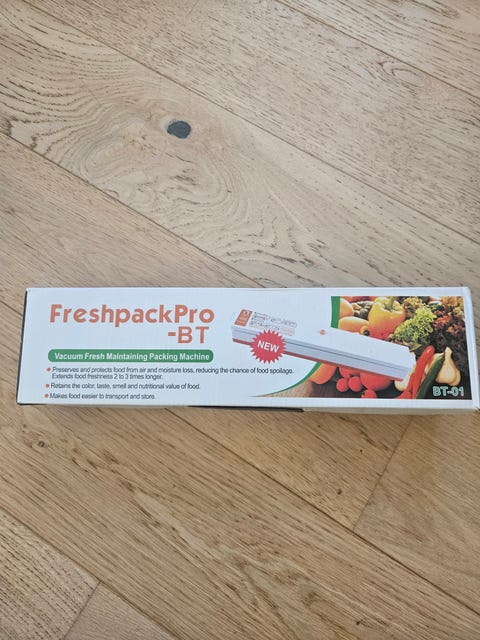 FreshpackPro
-BT
Vacuum Fresh Maintaining Packing Machine
Preserves and protects food from air and moisture loss, reducing the chance of food spoilage.
Extends food freshness 2 to 3 times longer.
Retains the color, taste, smell and nutritional value of food.
Makes food easier to transport and store.
NEW
BT-01